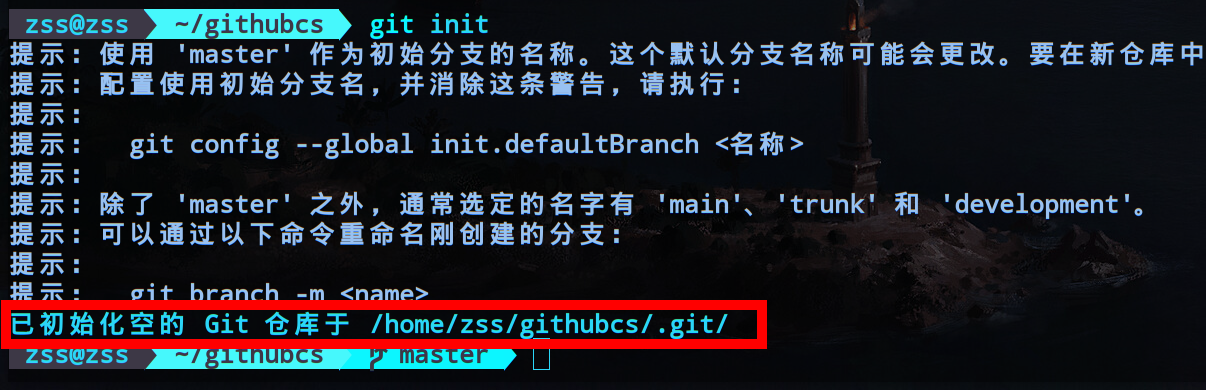 zss@zss ~/githubcs git init
提示：使用 'master' 作为初始分支的名称。这个默认分支名称可能会更改。要在新仓库中
提示：配置使用初始分支名，并消除这条警告，请执行：
提示：
提示： git config --global init.defaultBranch <名称>
提示：
提示：除了 'master' 之外，通常选定的名字有 'main'、'trunk' 和 'development'。
提示：可以通过以下命令重命名刚创建的分支：
提示：
提示： git branch -m <name>
已初始化空的 Git 仓库于 /home/zss/githubcs/.git/
zss@zss ~/githubcs master